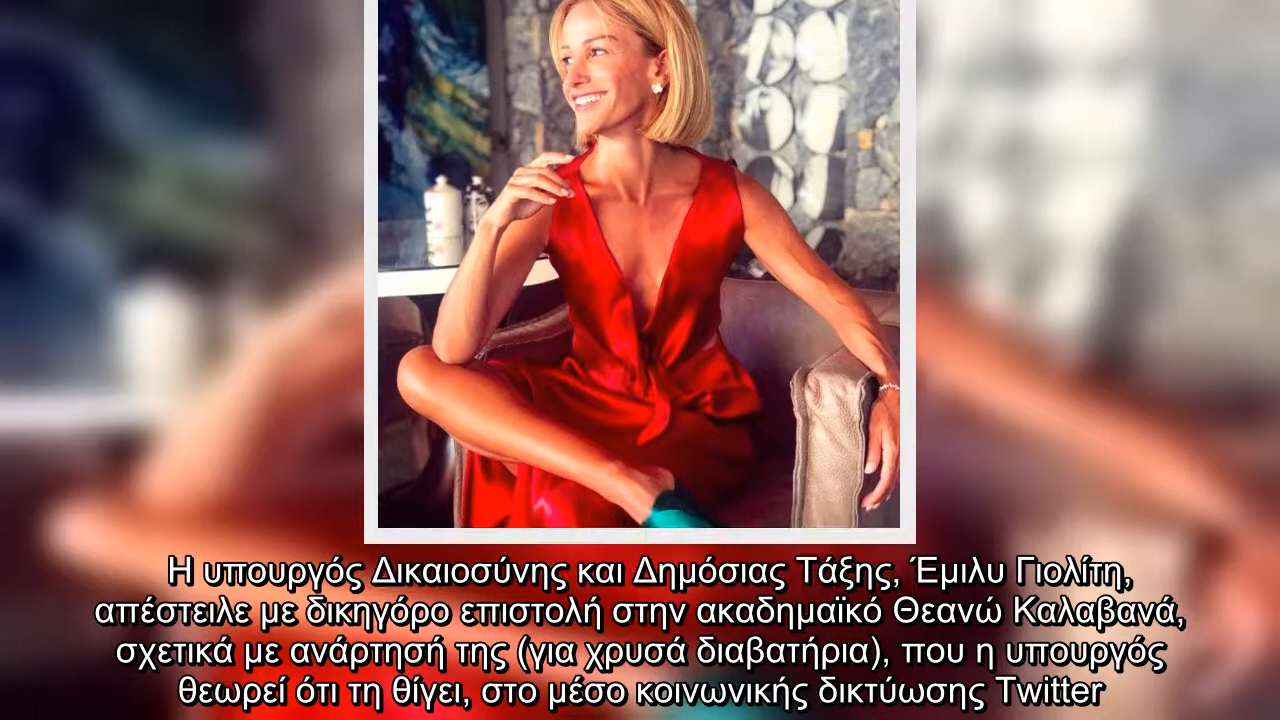 Η υπουργός Δικαιοσύνης και Δημόσιας Τάξης, Έμιλυ Γιολίτη,
απέστειλε με δικηγόρο επιστολή στην ακαδημαϊκό Θεανώ Καλαβανά,
σχετικά με ανάρτησή της (για χρυσά διαβατήρια), που η υπουργός
θεωρεί ότι τη θίγει, στο μέσο κοινωνικής δικτύωσης Twitter